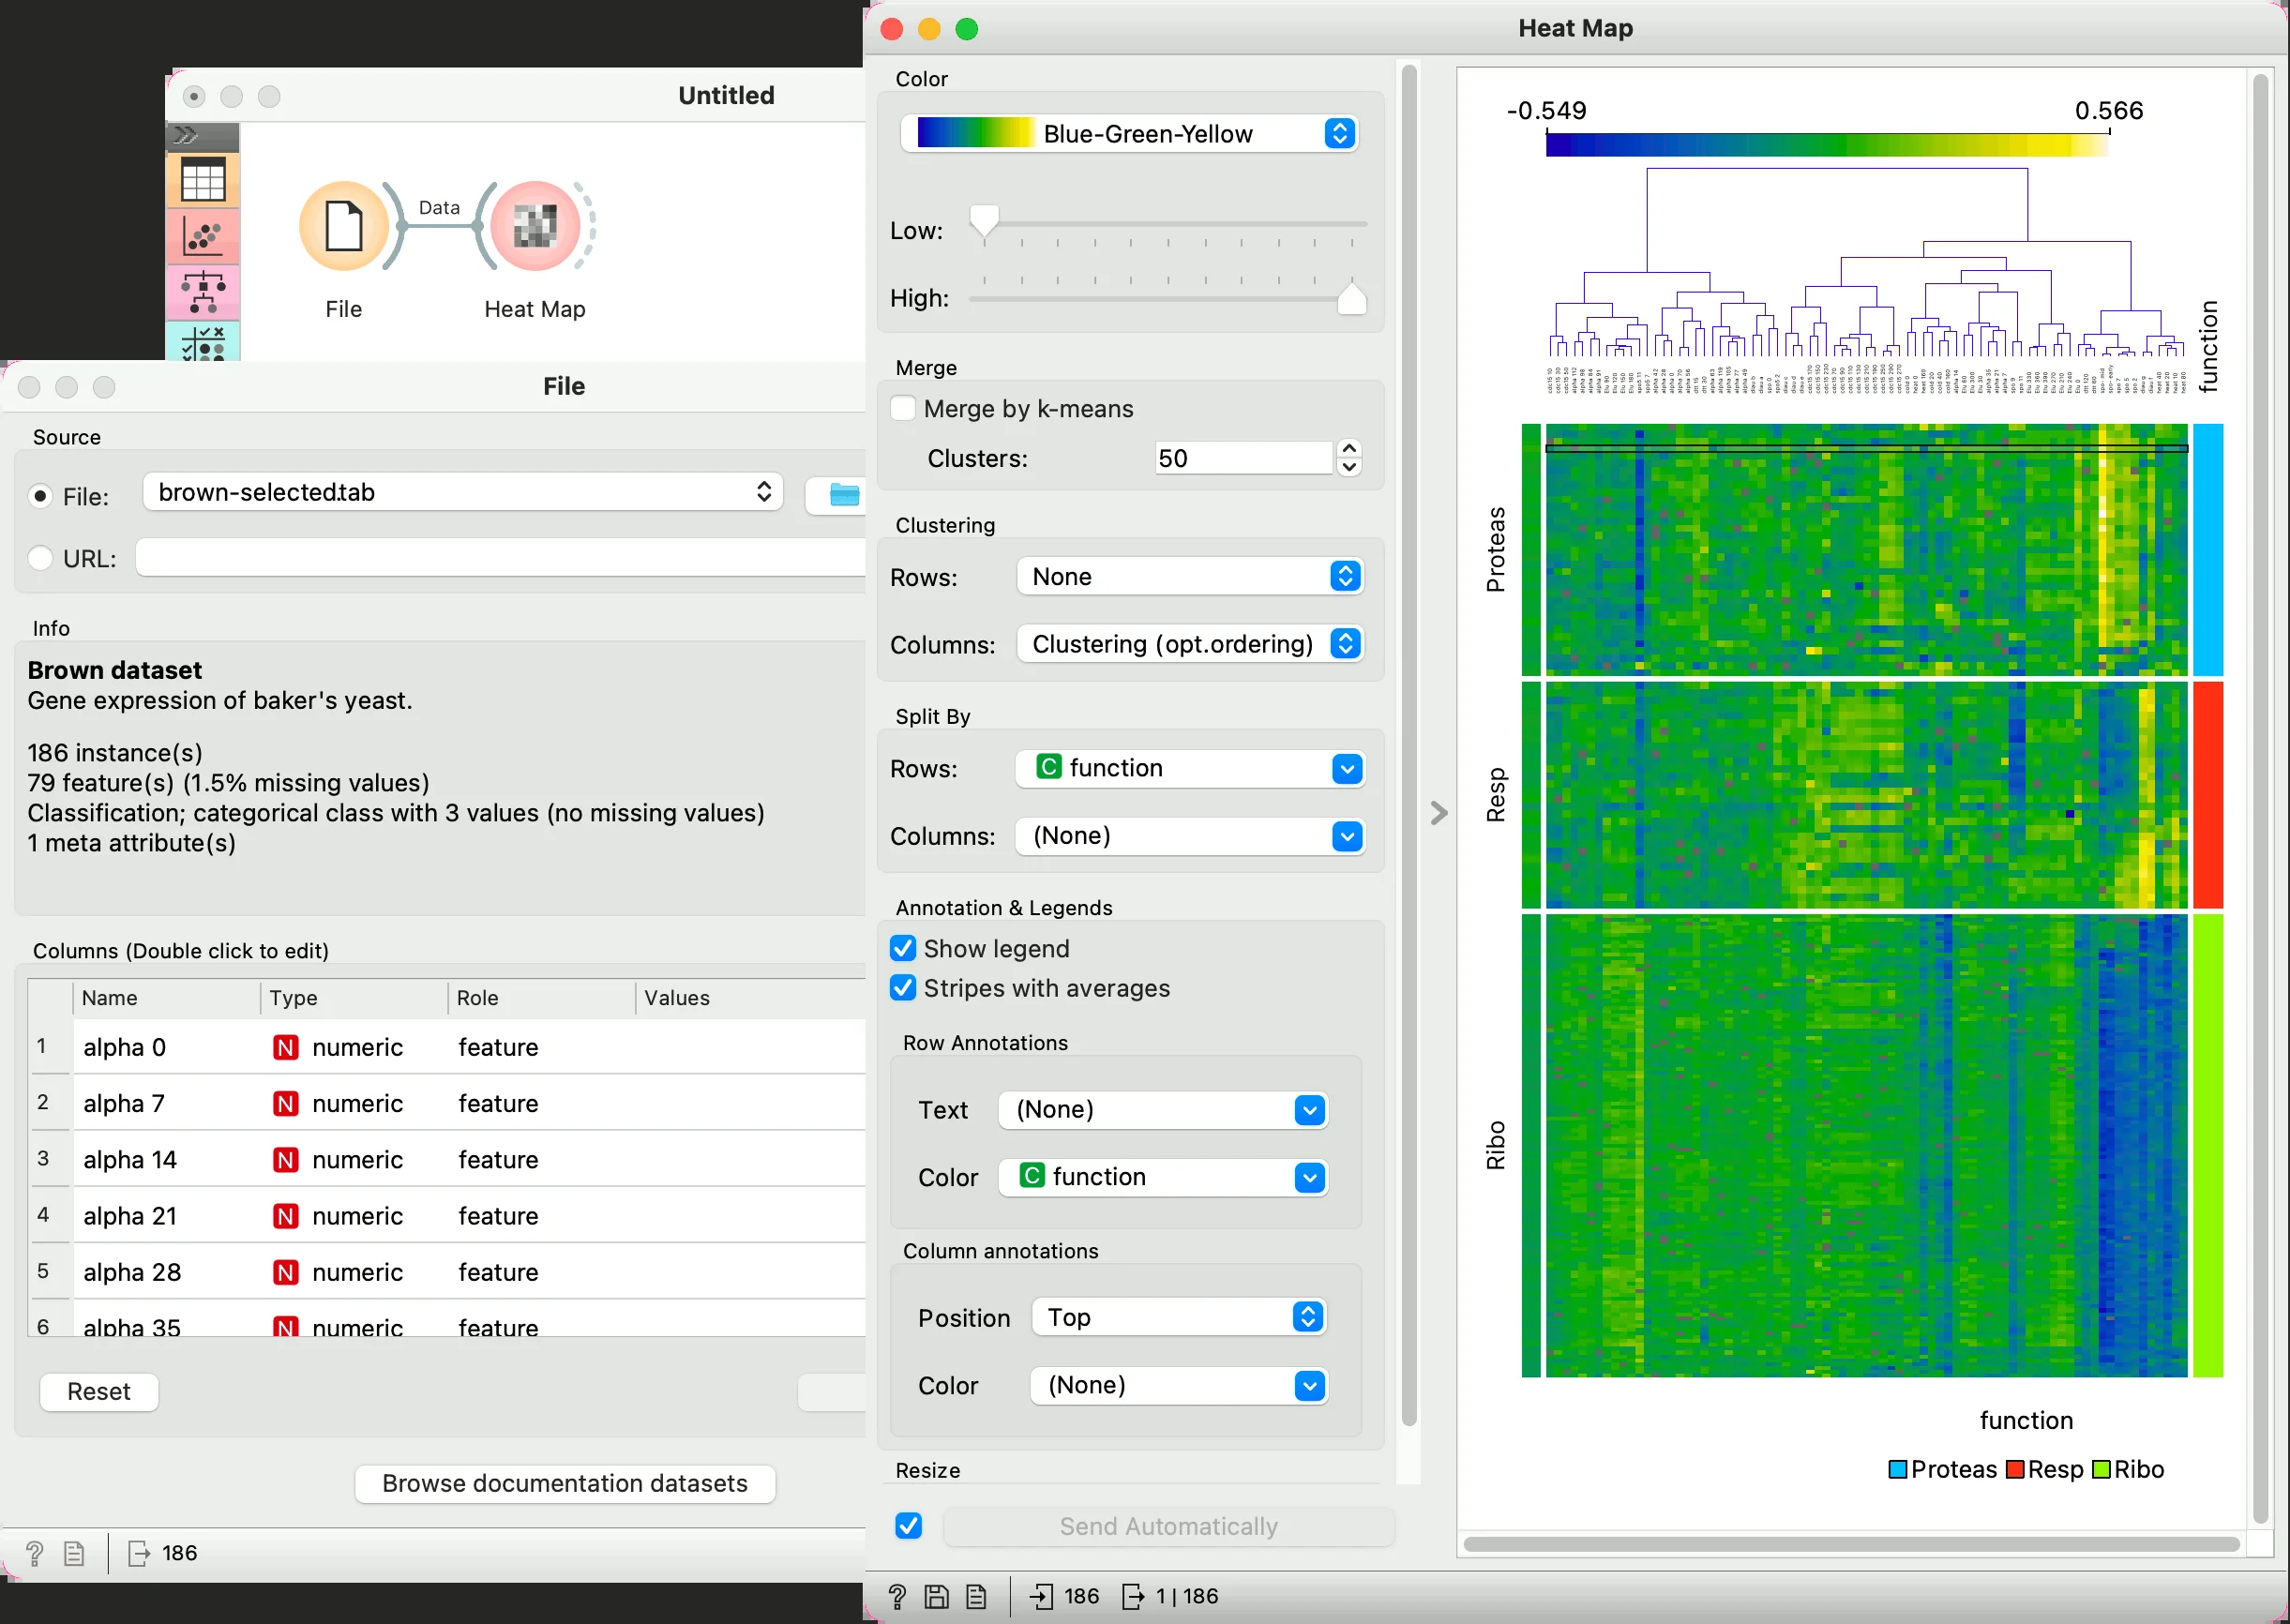 Untitled
Data
File
Heat Map
File
Source
File:
brown-selected.tab
URL:
Info
Brown dataset
Gene expression of baker's yeast.
186 instance(s)
79 feature(s) (1.5% missing values)
Classification; categorical class with 3 values (no missing values)
1 meta attribute(s)
Columns (Double click to edit)
Name Type Role Values
1 alpha 0 N numeric feature
2 alpha 7 N numeric feature
3 alpha 14 N numeric feature
4 alpha 21 N numeric feature
5 alpha 28 N numeric feature
6 alpha 35 N numeric feature
Reset
Browse documentation datasets
? 186
Heat Map
Color
Blue-Green-Yellow
Low:
High:
Merge
Merge by k-means
Clusters: 50
Clustering
Rows: None
Columns: Clustering (opt.ordering)
Split By
Rows: C function
Columns: (None)
Annotation & Legends
Show legend
Stripes with averages
Row Annotations
Text (None)
Color C function
Column annotations
Position Top
Color (None)
Resize
Send Automatically
? 186 1 | 186
-0.549 0.566
function
Proteas
Resp
Ribo
function
Proteas Resp Ribo